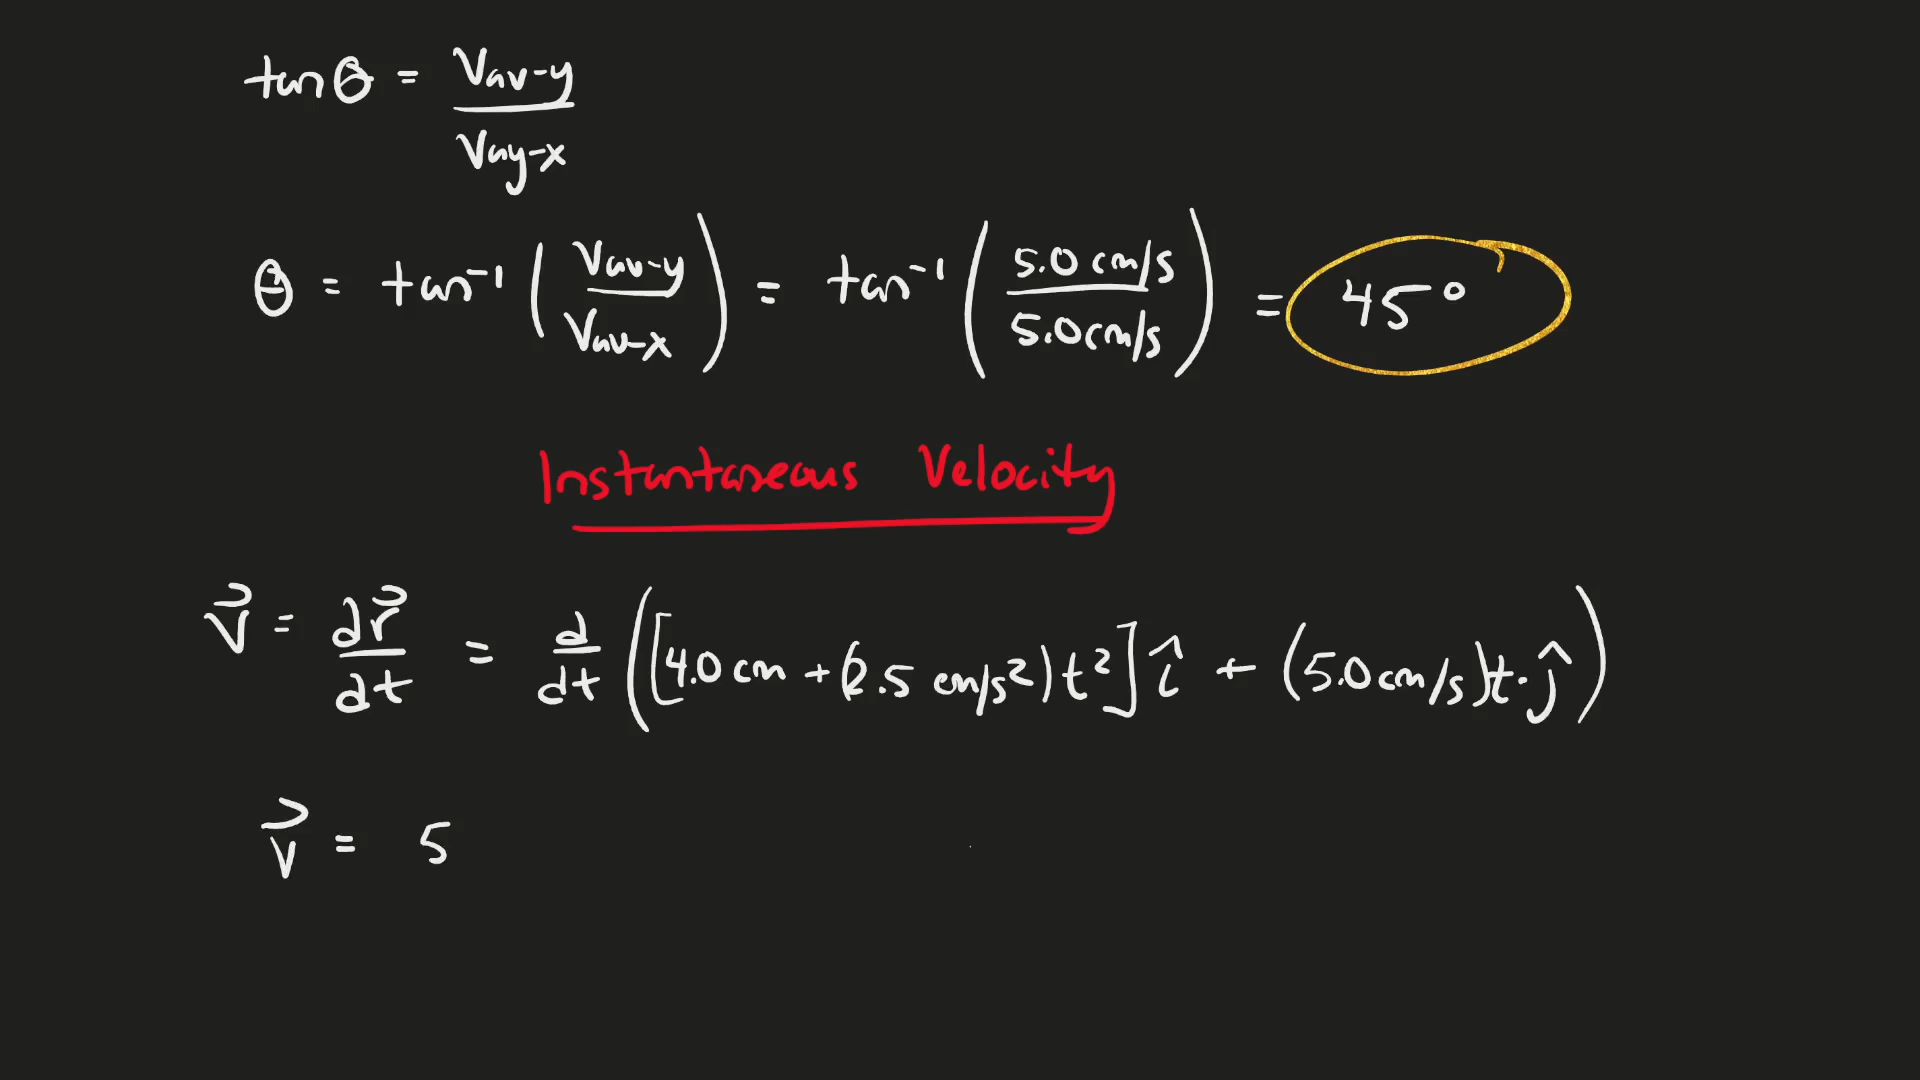 tanθ = Vav-y / Vay-x
θ = tan⁻¹ (Vav-y / Vav-x) = tan⁻¹ (5.0 cm/s / 5.0 cm/s) = 45°
Instantaneous Velocity
v⃗ = dr⃗/dt = d/dt ([4.0 cm + (2.5 cm/s²) t²] î + (5.0 cm/s) t · ĵ)
v⃗ = 5